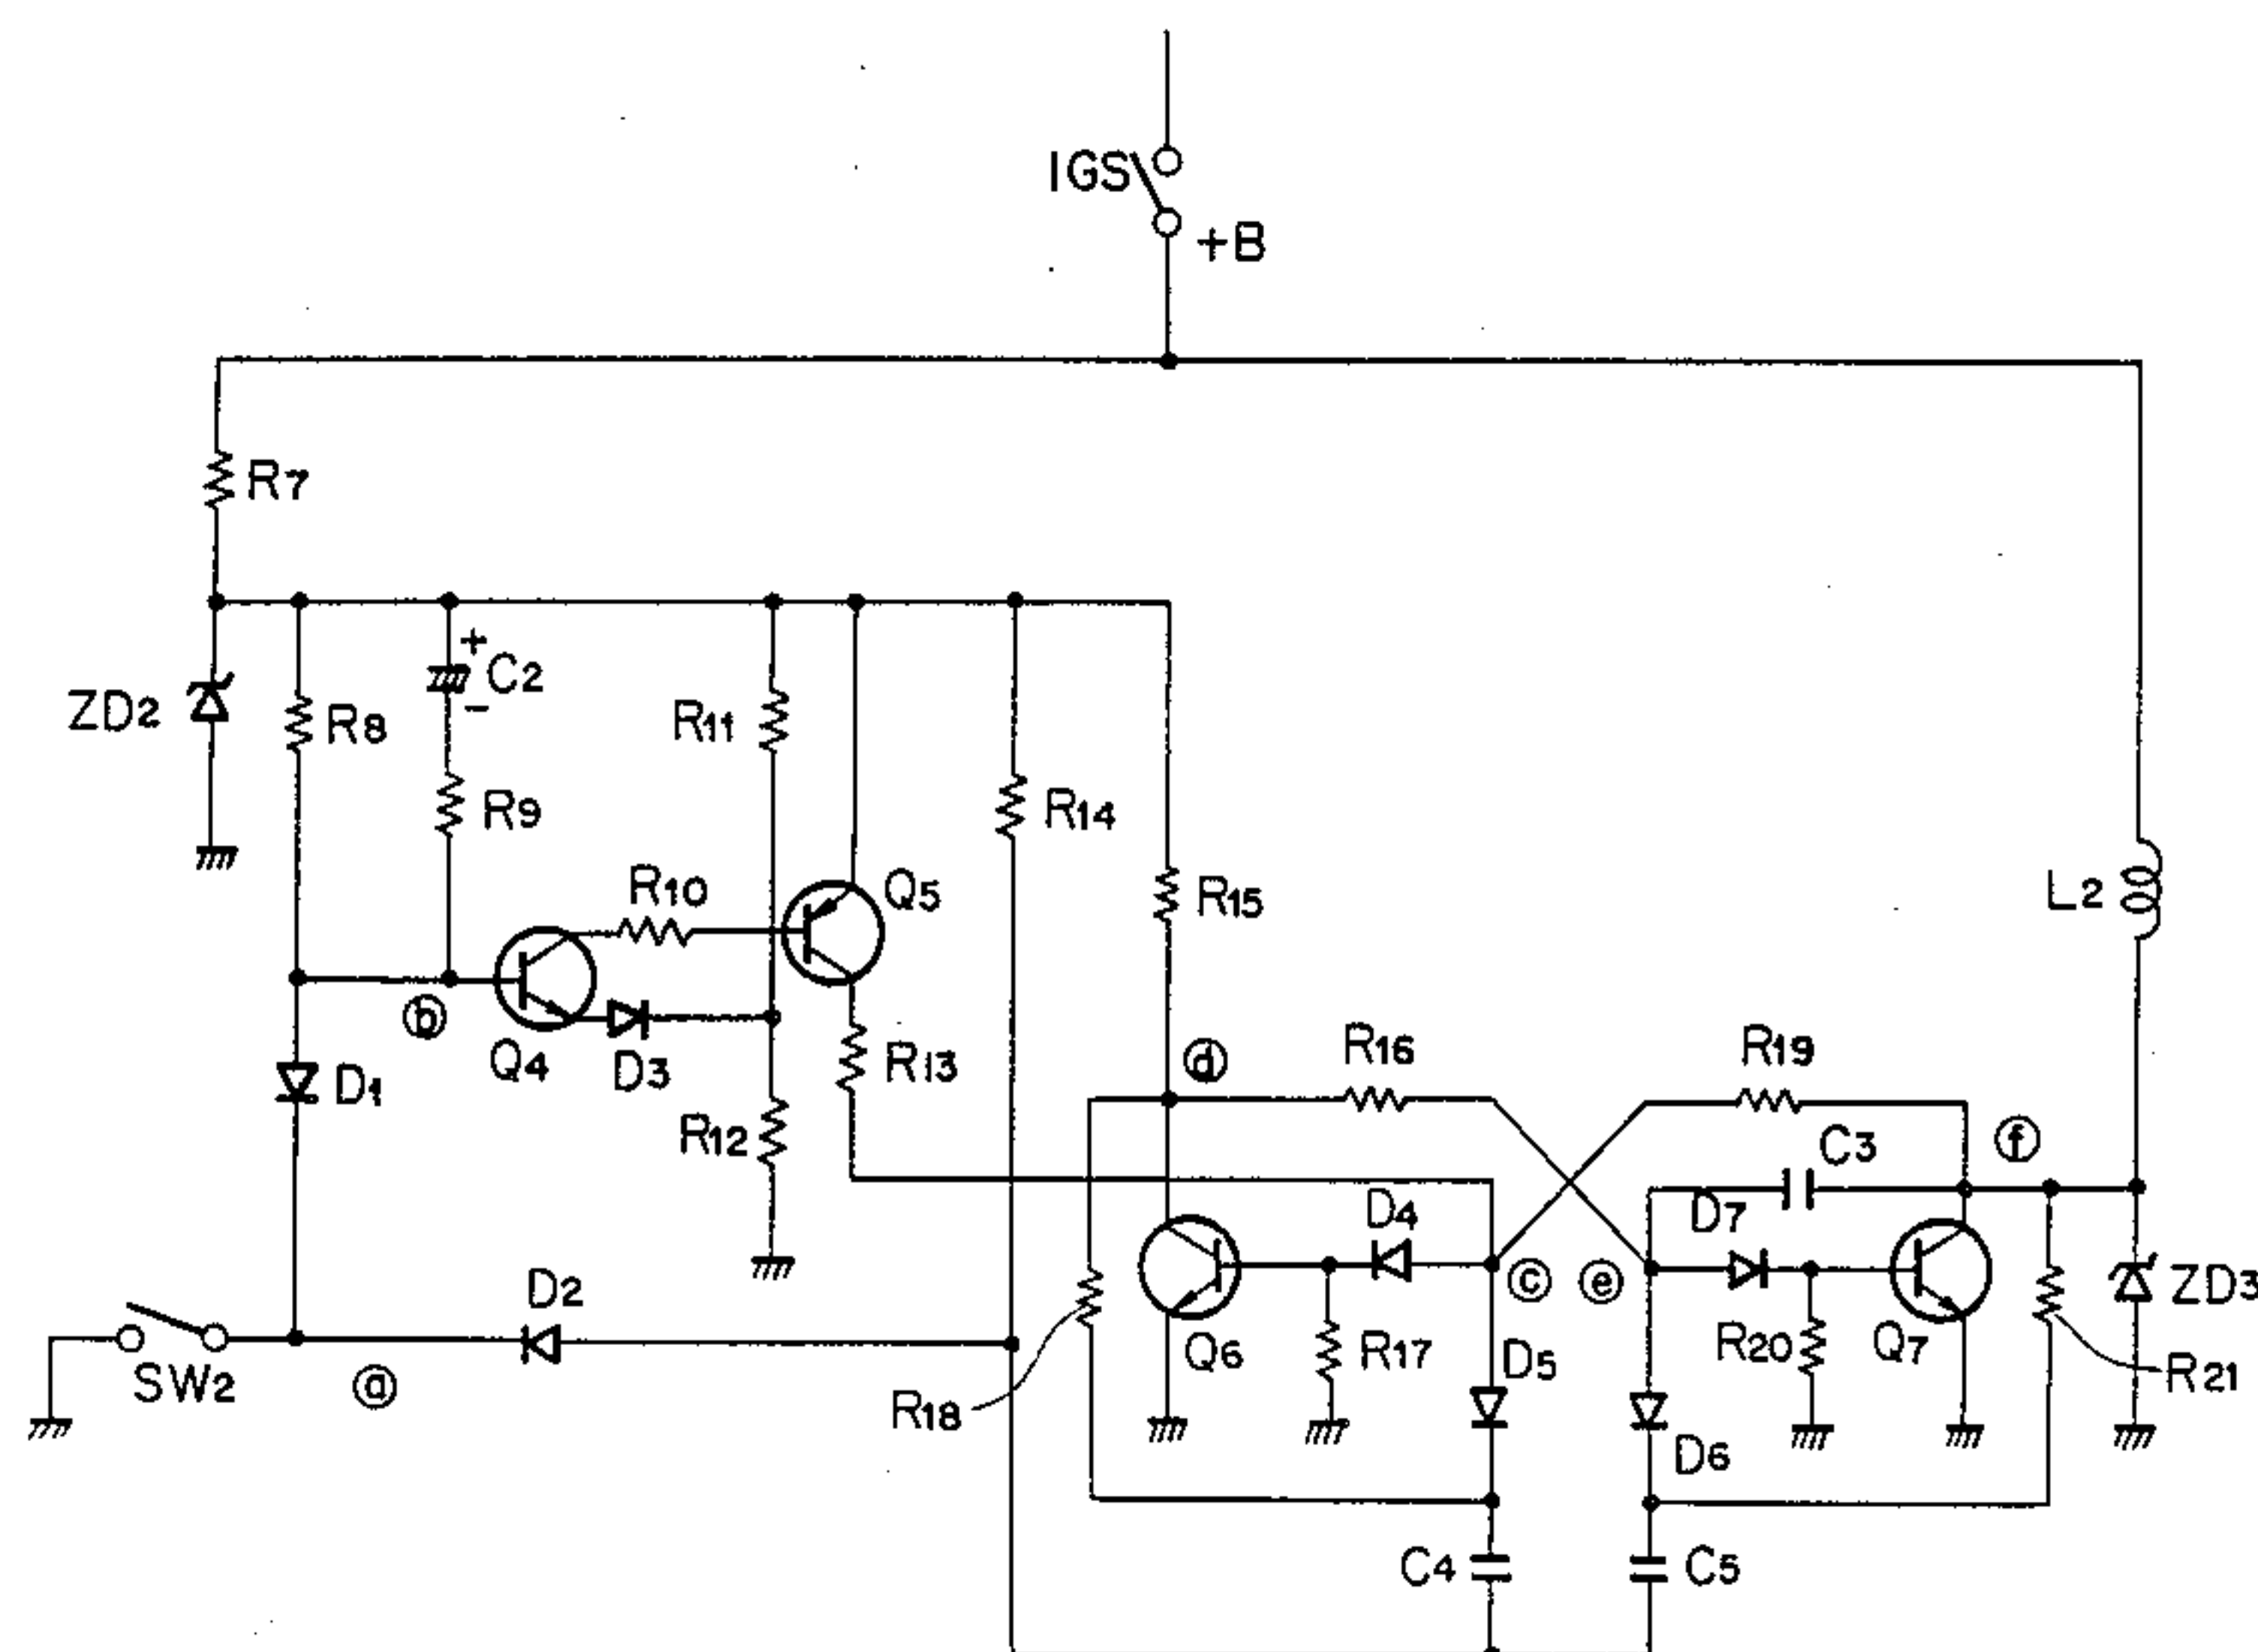 IGS
+B
R7
+
C2
-
ZD2
R8
R11
R9
R14
R10
Q5
R15
L2
b
Q4
D3
R13
d
R16
R19
D1
R12
f
C3
D7
D4
D2
c
e
ZD3
SW2
a
Q6
R17
D5
R20
Q7
R21
R18
D6
C4
C5